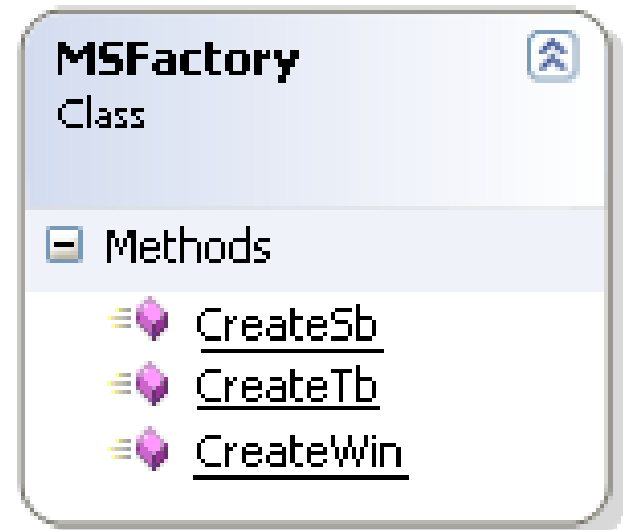 MSFactory
Class
Methods
CreateSb
CreateTb
CreateWin